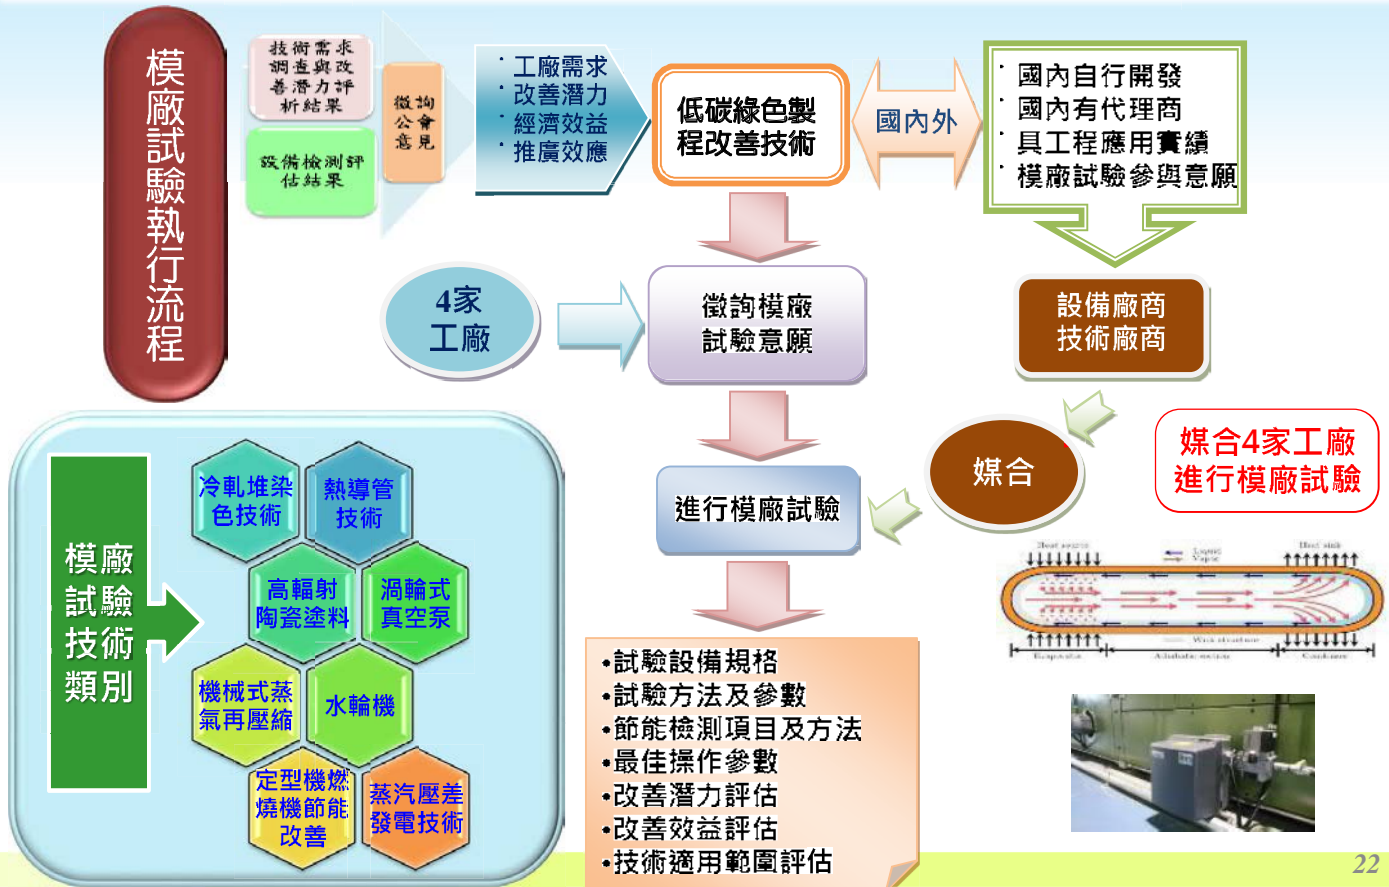 模廠試驗執行流程
技術需求
調查與改
善潛力評
析結果
設備檢測評
估結果
徵詢
公會
意見
˙工廠需求
˙改善潛力
˙經濟效益
˙推廣效應
低碳綠色製
程改善技術
國內外
˙國內自行開發
˙國內有代理商
˙具工程應用實績
˙模廠試驗參與意願
4家
工廠
徵詢模廠
試驗意願
設備廠商
技術廠商
媒合
媒合4家工廠
進行模廠試驗
進行模廠試驗
模廠
試驗
技術
類別
冷軋堆染
色技術
熱導管
技術
高輻射
陶瓷塗料
渦輪式
真空泵
機械式蒸
氣再壓縮
水輪機
定型機燃
燒機節能
改善
蒸汽壓差
發電技術
•試驗設備規格
•試驗方法及參數
•節能檢測項目及方法
•最佳操作參數
•改善潛力評估
•改善效益評估
•技術適用範圍評估
Heat source
Liquid
Vapor
Heat sink
Wick structure
Evaporator
Adiabatic section
Condenser
22